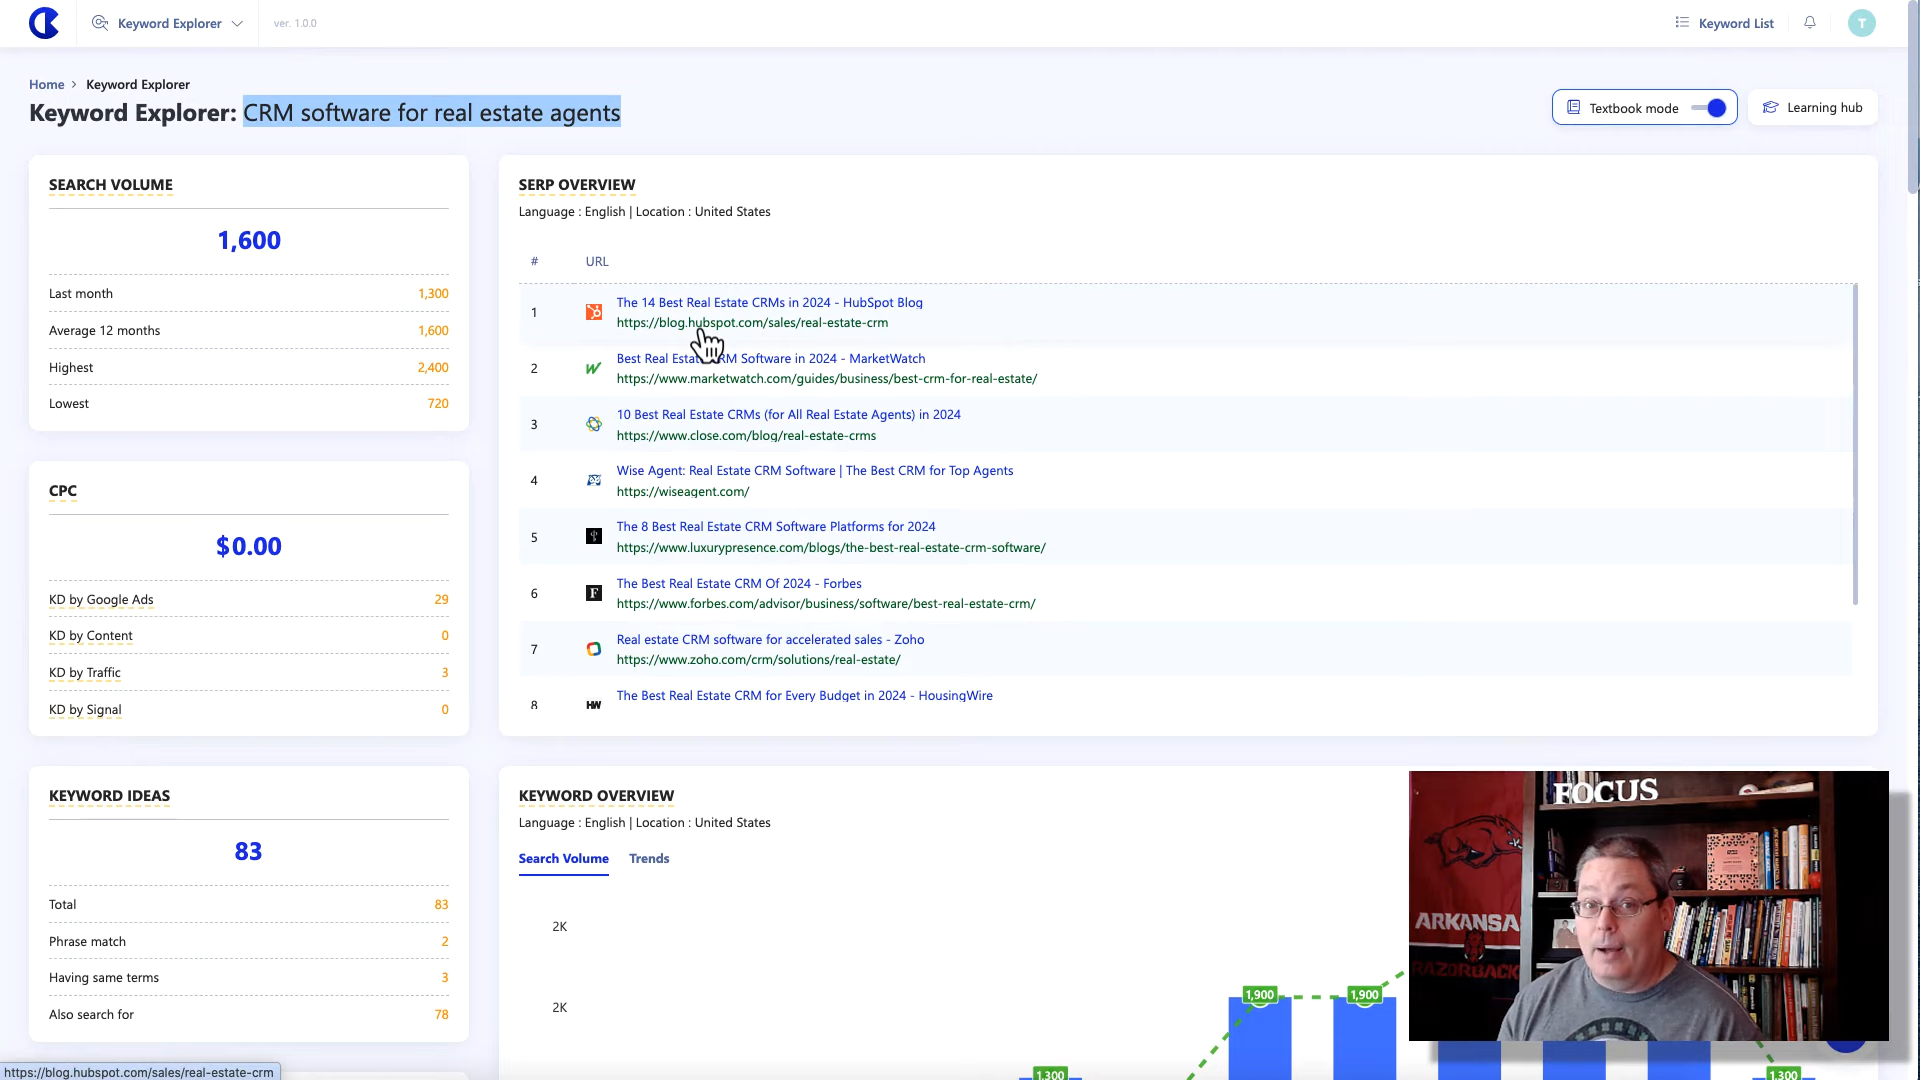 Keyword Explorer
ver. 1.0.0
Keyword List
T
Home > Keyword Explorer
Keyword Explorer: CRM software for real estate agents
Textbook mode
Learning hub
SEARCH VOLUME
1,600
Last month 1,300
Average 12 months 1,600
Highest 2,400
Lowest 720
CPC
$0.00
KD by Google Ads 29
KD by Content 0
KD by Traffic 3
KD by Signal 0
KEYWORD IDEAS
83
Total 83
Phrase match 2
Having same terms 3
Also search for 78
SERP OVERVIEW
Language : English | Location : United States
# URL
1 The 14 Best Real Estate CRMs in 2024 - HubSpot Blog
https://blog.hubspot.com/sales/real-estate-crm
2 Best Real Estat RM Software in 2024 - MarketWatch
https://www.marketwatch.com/guides/business/best-crm-for-real-estate/
3 10 Best Real Estate CRMs (for All Real Estate Agents) in 2024
https://www.close.com/blog/real-estate-crms
4 Wise Agent: Real Estate CRM Software | The Best CRM for Top Agents
https://wiseagent.com/
5 The 8 Best Real Estate CRM Software Platforms for 2024
https://www.luxurypresence.com/blogs/the-best-real-estate-crm-software/
6 F The Best Real Estate CRM Of 2024 - Forbes
https://www.forbes.com/advisor/business/software/best-real-estate-crm/
7 Real estate CRM software for accelerated sales - Zoho
https://www.zoho.com/crm/solutions/real-estate/
8 HW The Best Real Estate CRM for Every Budget in 2024 - HousingWire
KEYWORD OVERVIEW
Language : English | Location : United States
Search Volume Trends
2K
2K
1,300
1,900
1,900
1,300
FOCUS
ARKANSA
RAZORBACK
https://blog.hubspot.com/sales/real-estate-crm